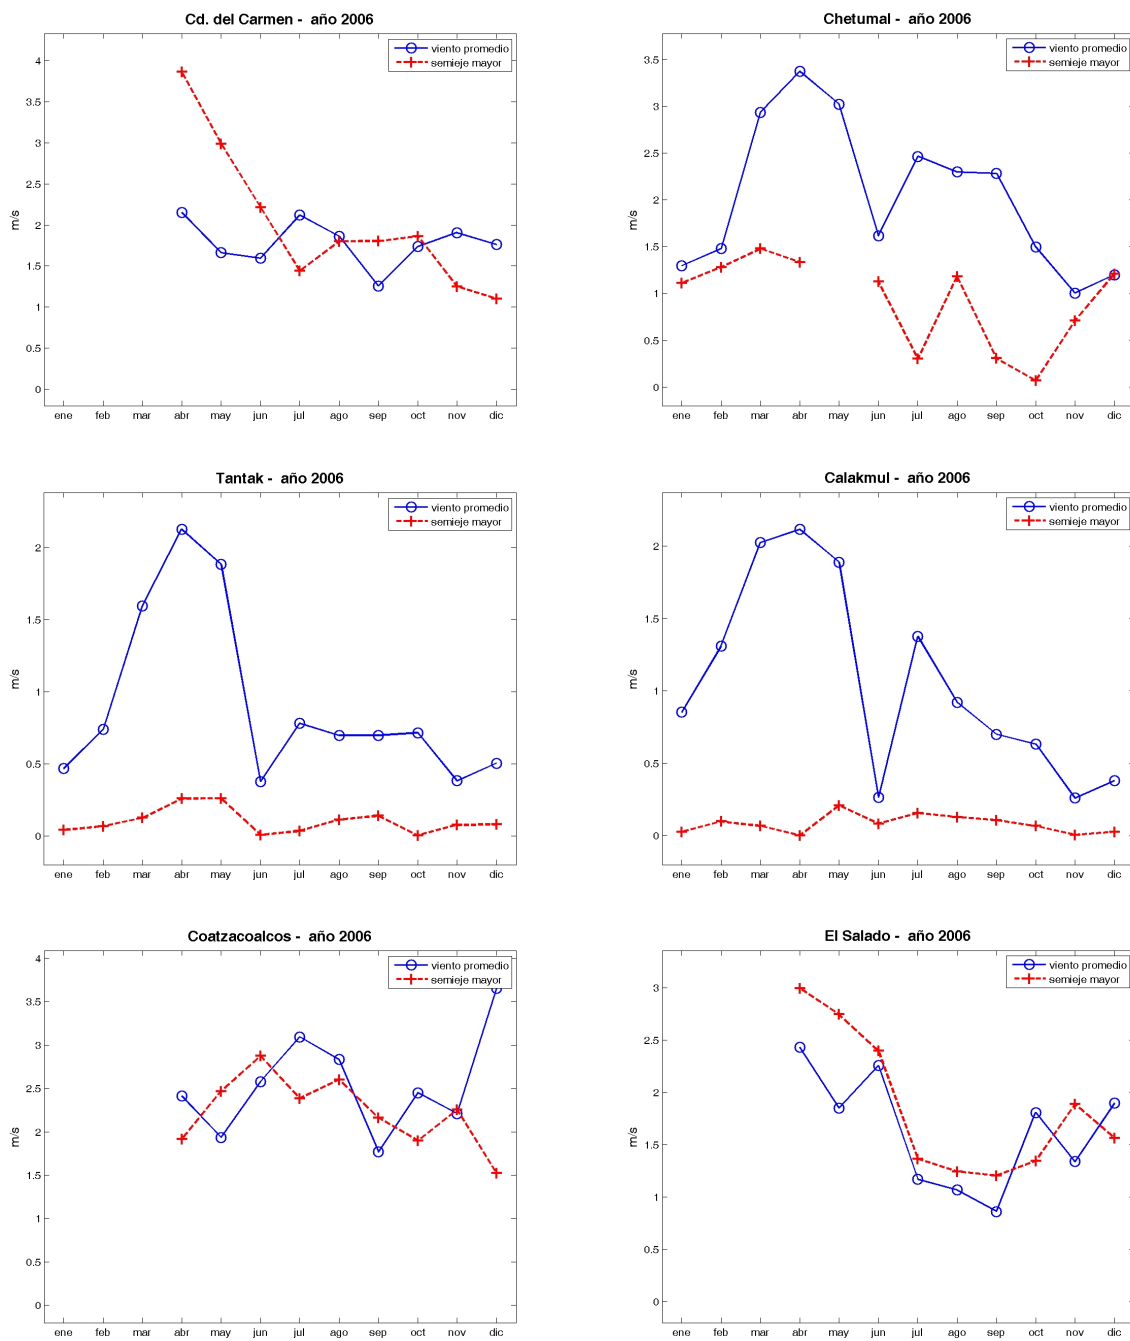 Cd. del Carmen - año 2006
viento promedio
semieje mayor
4
3.5
3
2.5
2
1.5
1
0.5
0
m/s
ene feb mar abr may jun jul ago sep oct nov dic
Chetumal - año 2006
viento promedio
semieje mayor
3.5
3
2.5
2
1.5
1
0.5
0
m/s
ene feb mar abr may jun jul ago sep oct nov dic
Tantak - año 2006
viento promedio
semieje mayor
2
1.5
1
0.5
0
m/s
ene feb mar abr may jun jul ago sep oct nov dic
Calakmul - año 2006
viento promedio
semieje mayor
2
1.5
1
0.5
0
m/s
ene feb mar abr may jun jul ago sep oct nov dic
Coatzacoalcos - año 2006
viento promedio
semieje mayor
4
3.5
3
2.5
2
1.5
1
0.5
0
m/s
ene feb mar abr may jun jul ago sep oct nov dic
El Salado - año 2006
viento promedio
semieje mayor
3
2.5
2
1.5
1
0.5
0
m/s
ene feb mar abr may jun jul ago sep oct nov dic